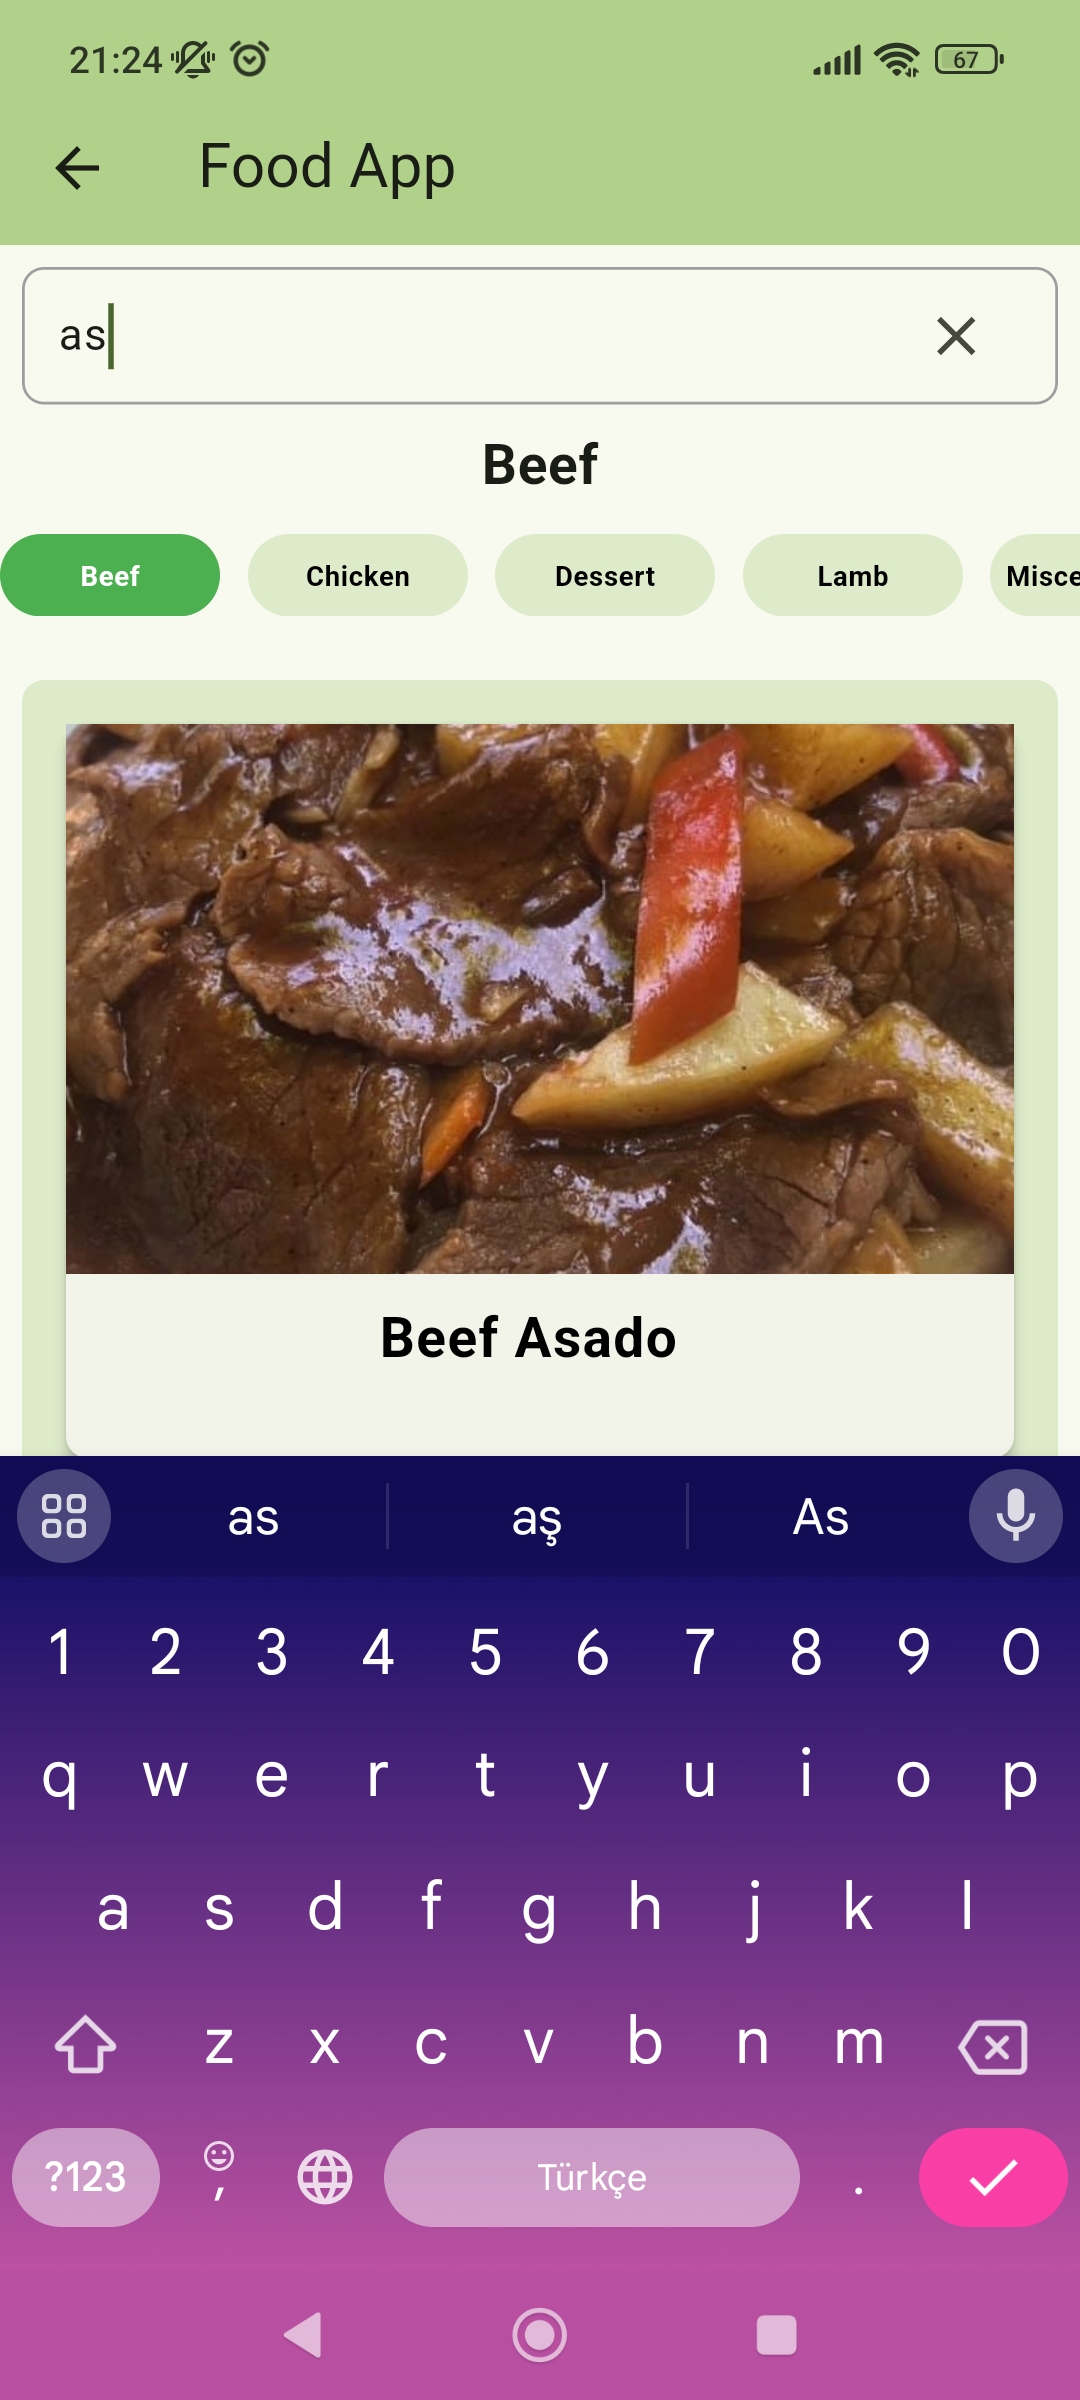 21:24 67
Food App
as
Beef
Beef Chicken Dessert Lamb Misce
Beef Asado
as aş As
1 2 3 4 5 6 7 8 9 0
q w e r t y u i o p
a s d f g h j k l
z x c v b n m
?123 , Türkçe .